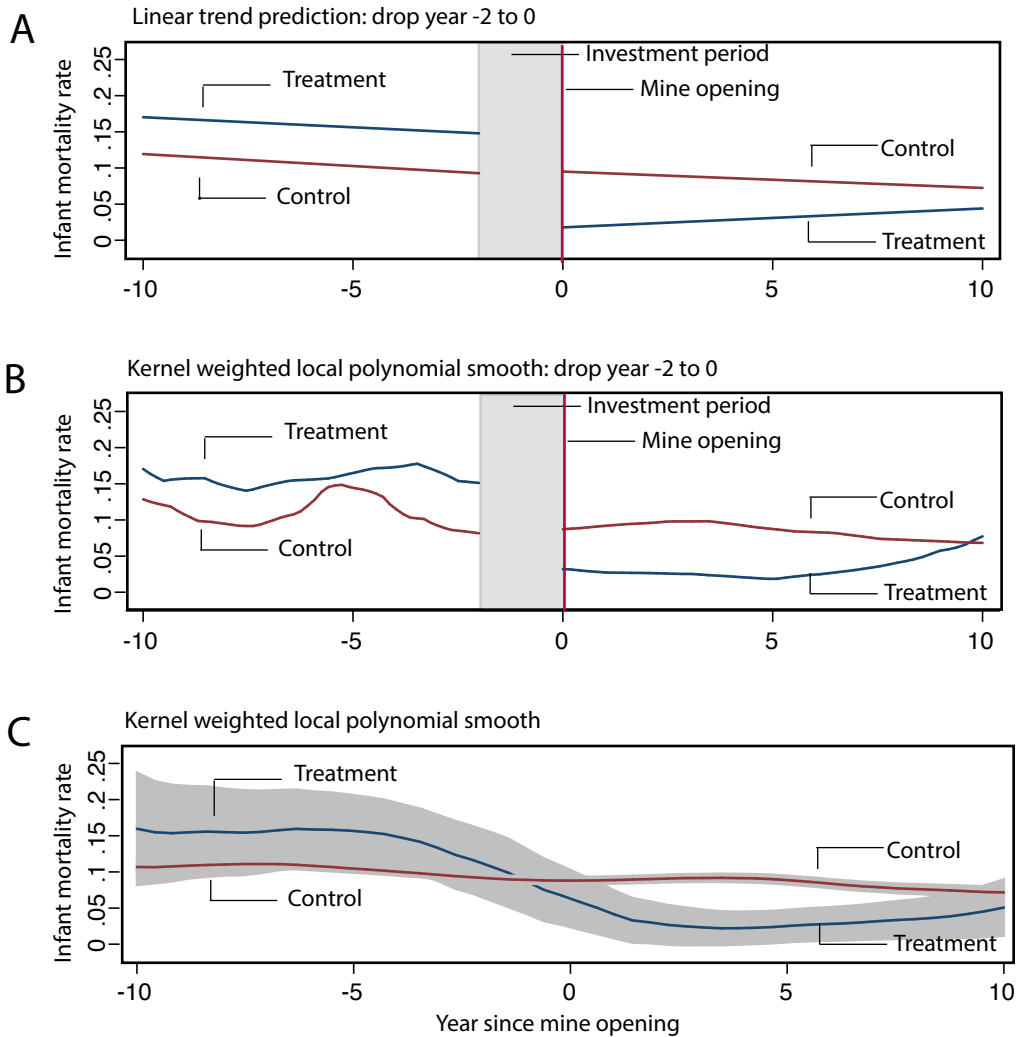 A
Linear trend prediction: drop year -2 to 0
Infant mortality rate
.25
.2
.15
.1
.05
0
Treatment
Control
Investment period
Mine opening
Control
Treatment
-10
-5
0
5
10
B
Kernel weighted local polynomial smooth: drop year -2 to 0
Infant mortality rate
.25
.2
.15
.1
.05
0
Treatment
Control
Investment period
Mine opening
Control
Treatment
-10
-5
0
5
10
C
Kernel weighted local polynomial smooth
Infant mortality rate
.25
.2
.15
.1
.05
0
Treatment
Control
Control
Treatment
-10
-5
0
5
10
Year since mine opening